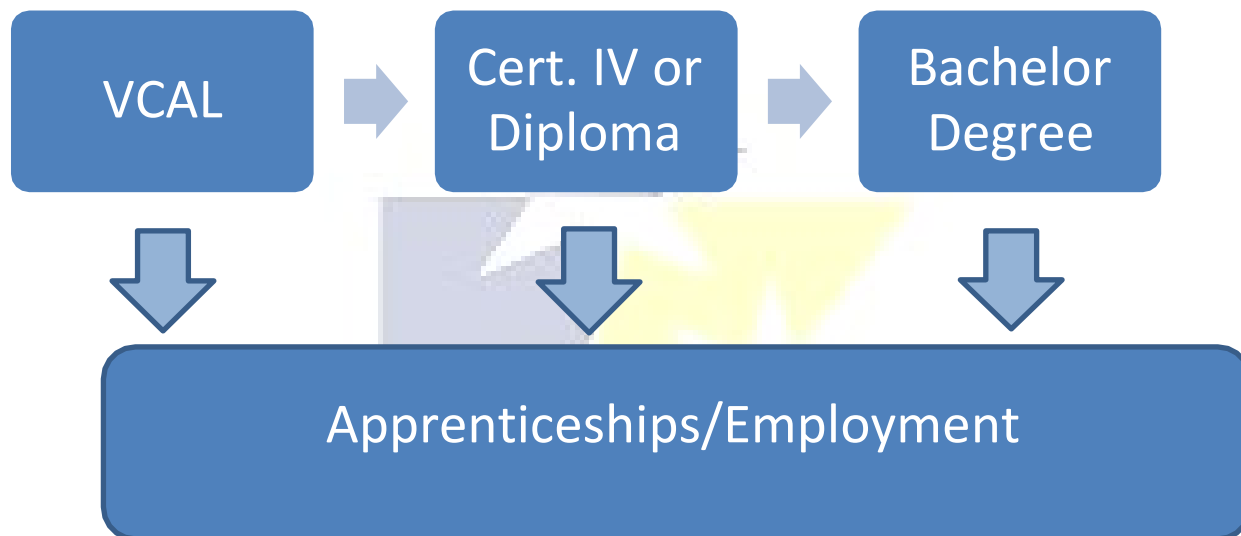 VCAL
Cert. IV or
Diploma
Bachelor
Degree
Apprenticeships/Employment